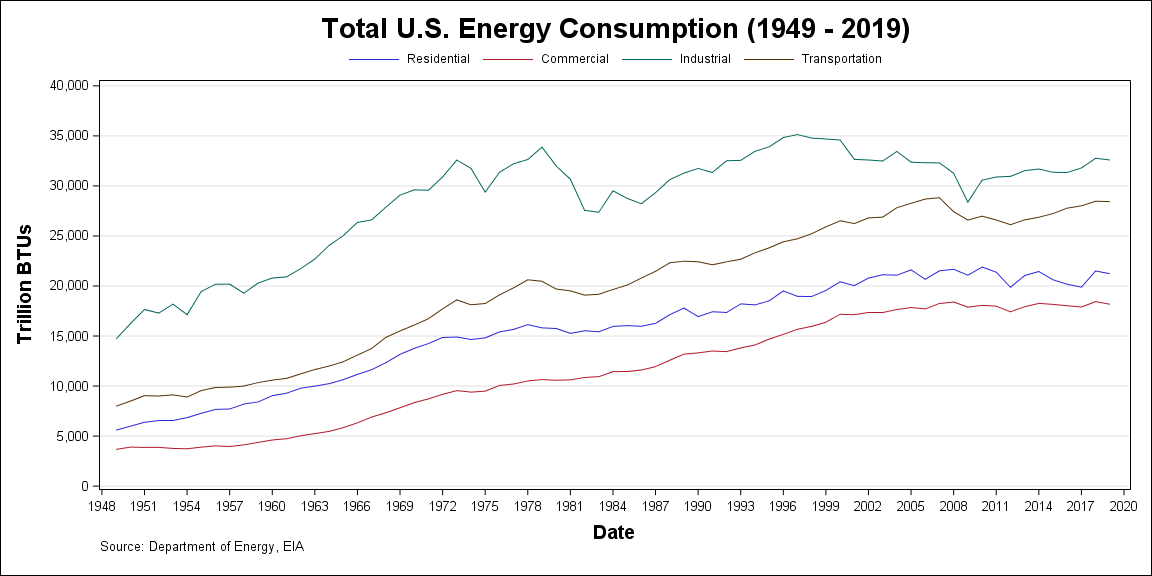 Total U.S. Energy Consumption (1949 - 2019)
Residential Commercial Industrial Transportation
40,000
35,000
30,000
25,000
20,000
15,000
10,000
5,000
0
Trillion BTUs
1948 1951 1954 1957 1960 1963 1966 1969 1972 1975 1978 1981 1984 1987 1990 1993 1996 1999 2002 2005 2008 2011 2014 2017 2020
Date
Source: Department of Energy, EIA